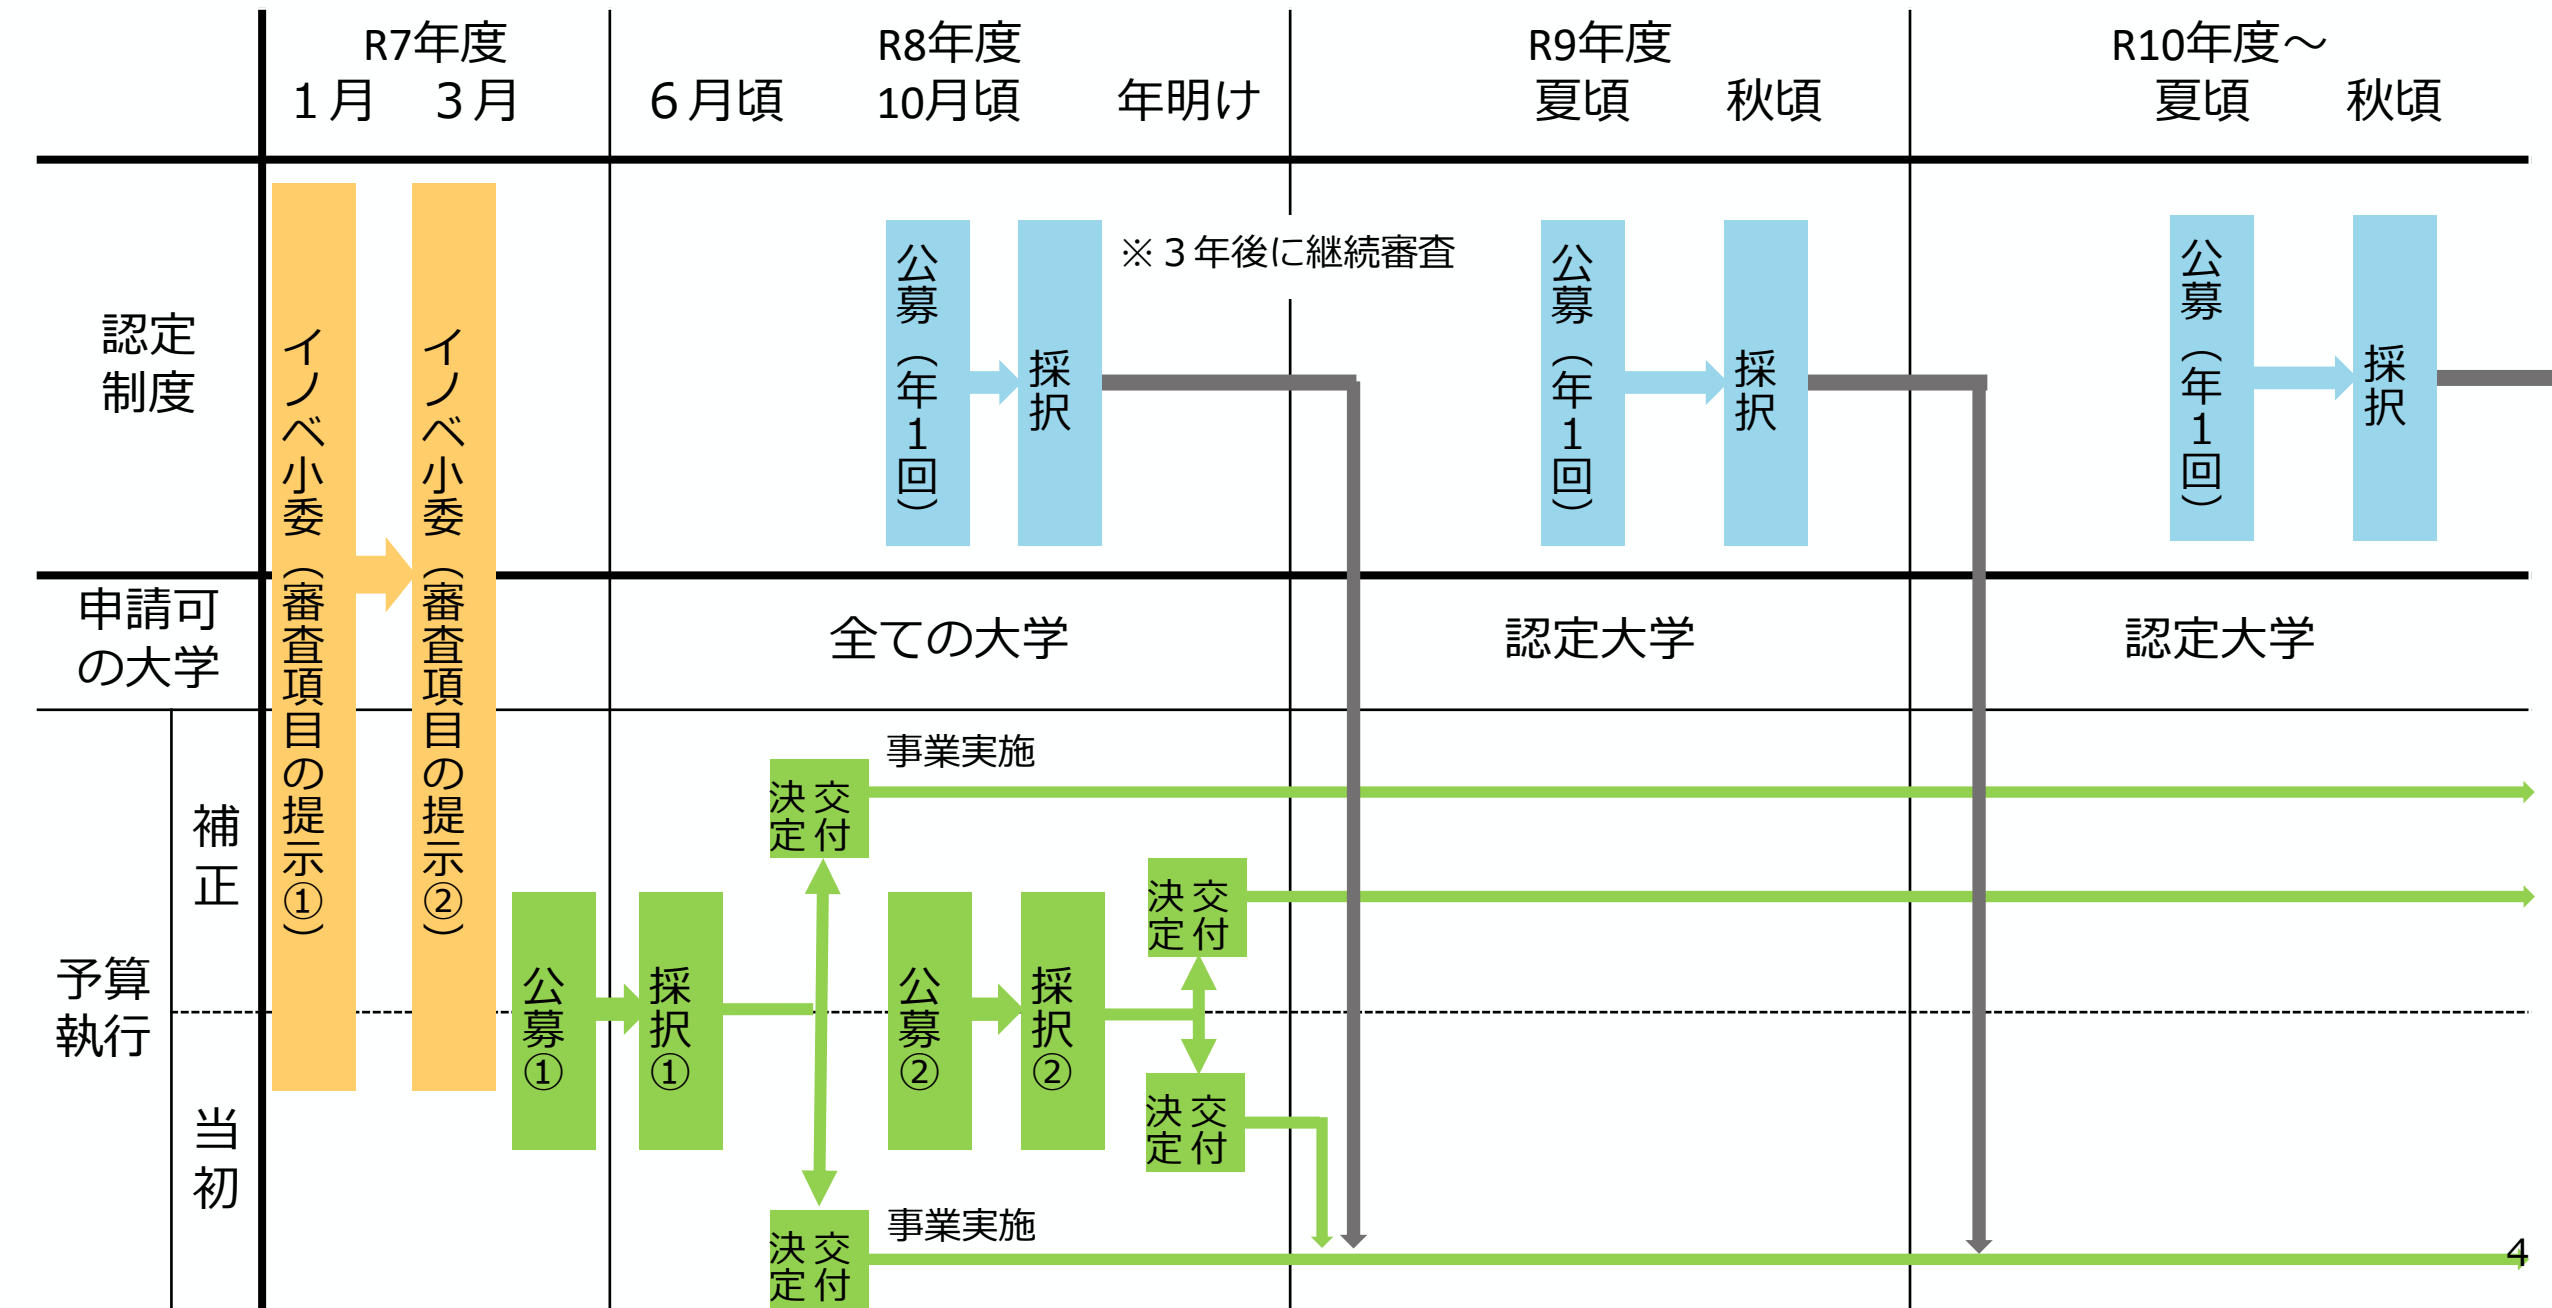 R7年度
１月　３月
R8年度
６月頃　10月頃　年明け
R9年度
夏頃　秋頃
R10年度～
夏頃　秋頃
認定
制度
イノベ小委（審査項目の提示①）
イノベ小委（審査項目の提示②）
公募（年１回）
採択
※３年後に継続審査
公募（年１回）
採択
公募（年１回）
採択
申請可
の大学
全ての大学
認定大学
認定大学
予算
執行
補正
当初
公募①
採択①
交付
決定
事業実施
交付
決定
事業実施
公募②
採択②
交付
決定
交付
決定
4